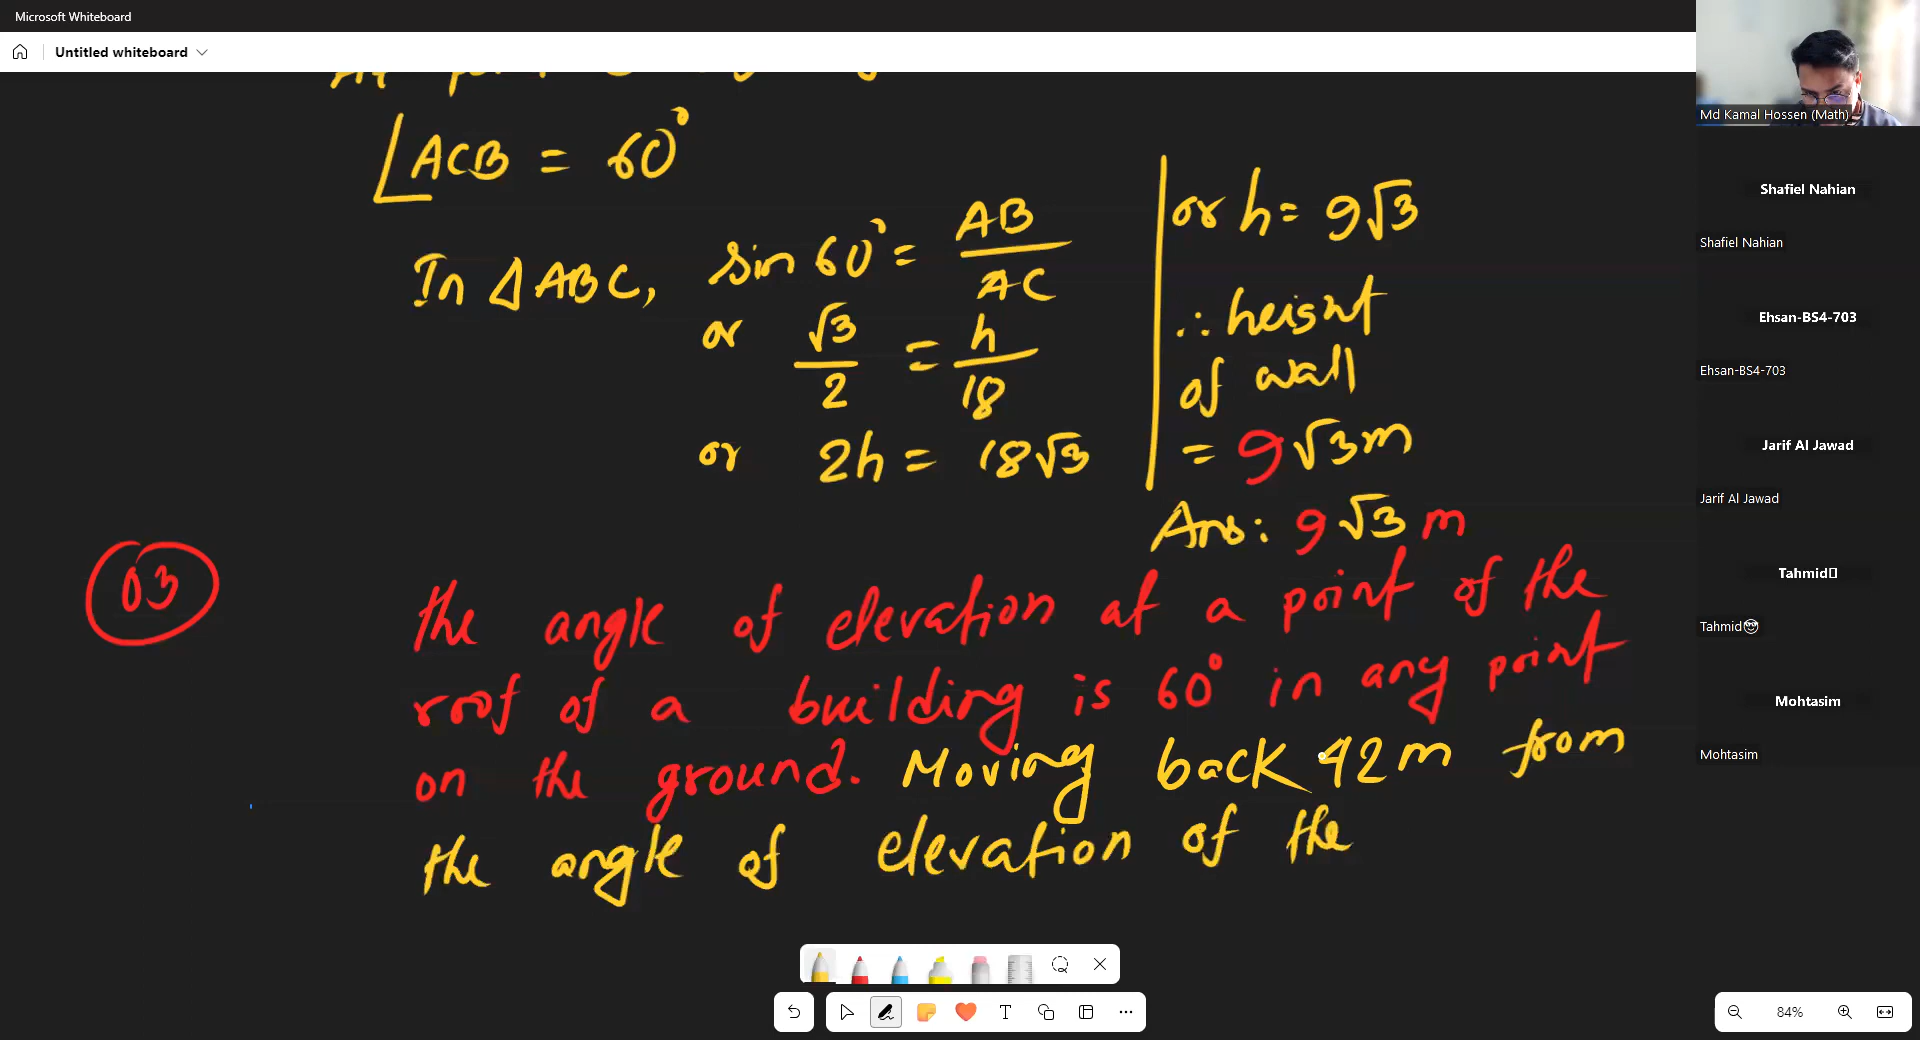 Microsoft Whiteboard
Untitled whiteboard
∠ACB = 60°
In ΔABC, sin 60° = AB/AC
or √3/2 = h/18
or 2h = 18√3
or h = 9√3
∴ height
of wall
= 9√3m
Ans: 9√3 m
03
the angle of elevation at a point of the
roof of a building is 60° in any point
on the ground. Moving back 42m from
the angle of elevation of the
Md Kamal Hossen (Math)
Shafiel Nahian
Shafiel Nahian
Ehsan-BS4-703
Ehsan-BS4-703
Jarif Al Jawad
Jarif Al Jawad
Tahmid
Tahmid😎
Mohtasim
Mohtasim
84%